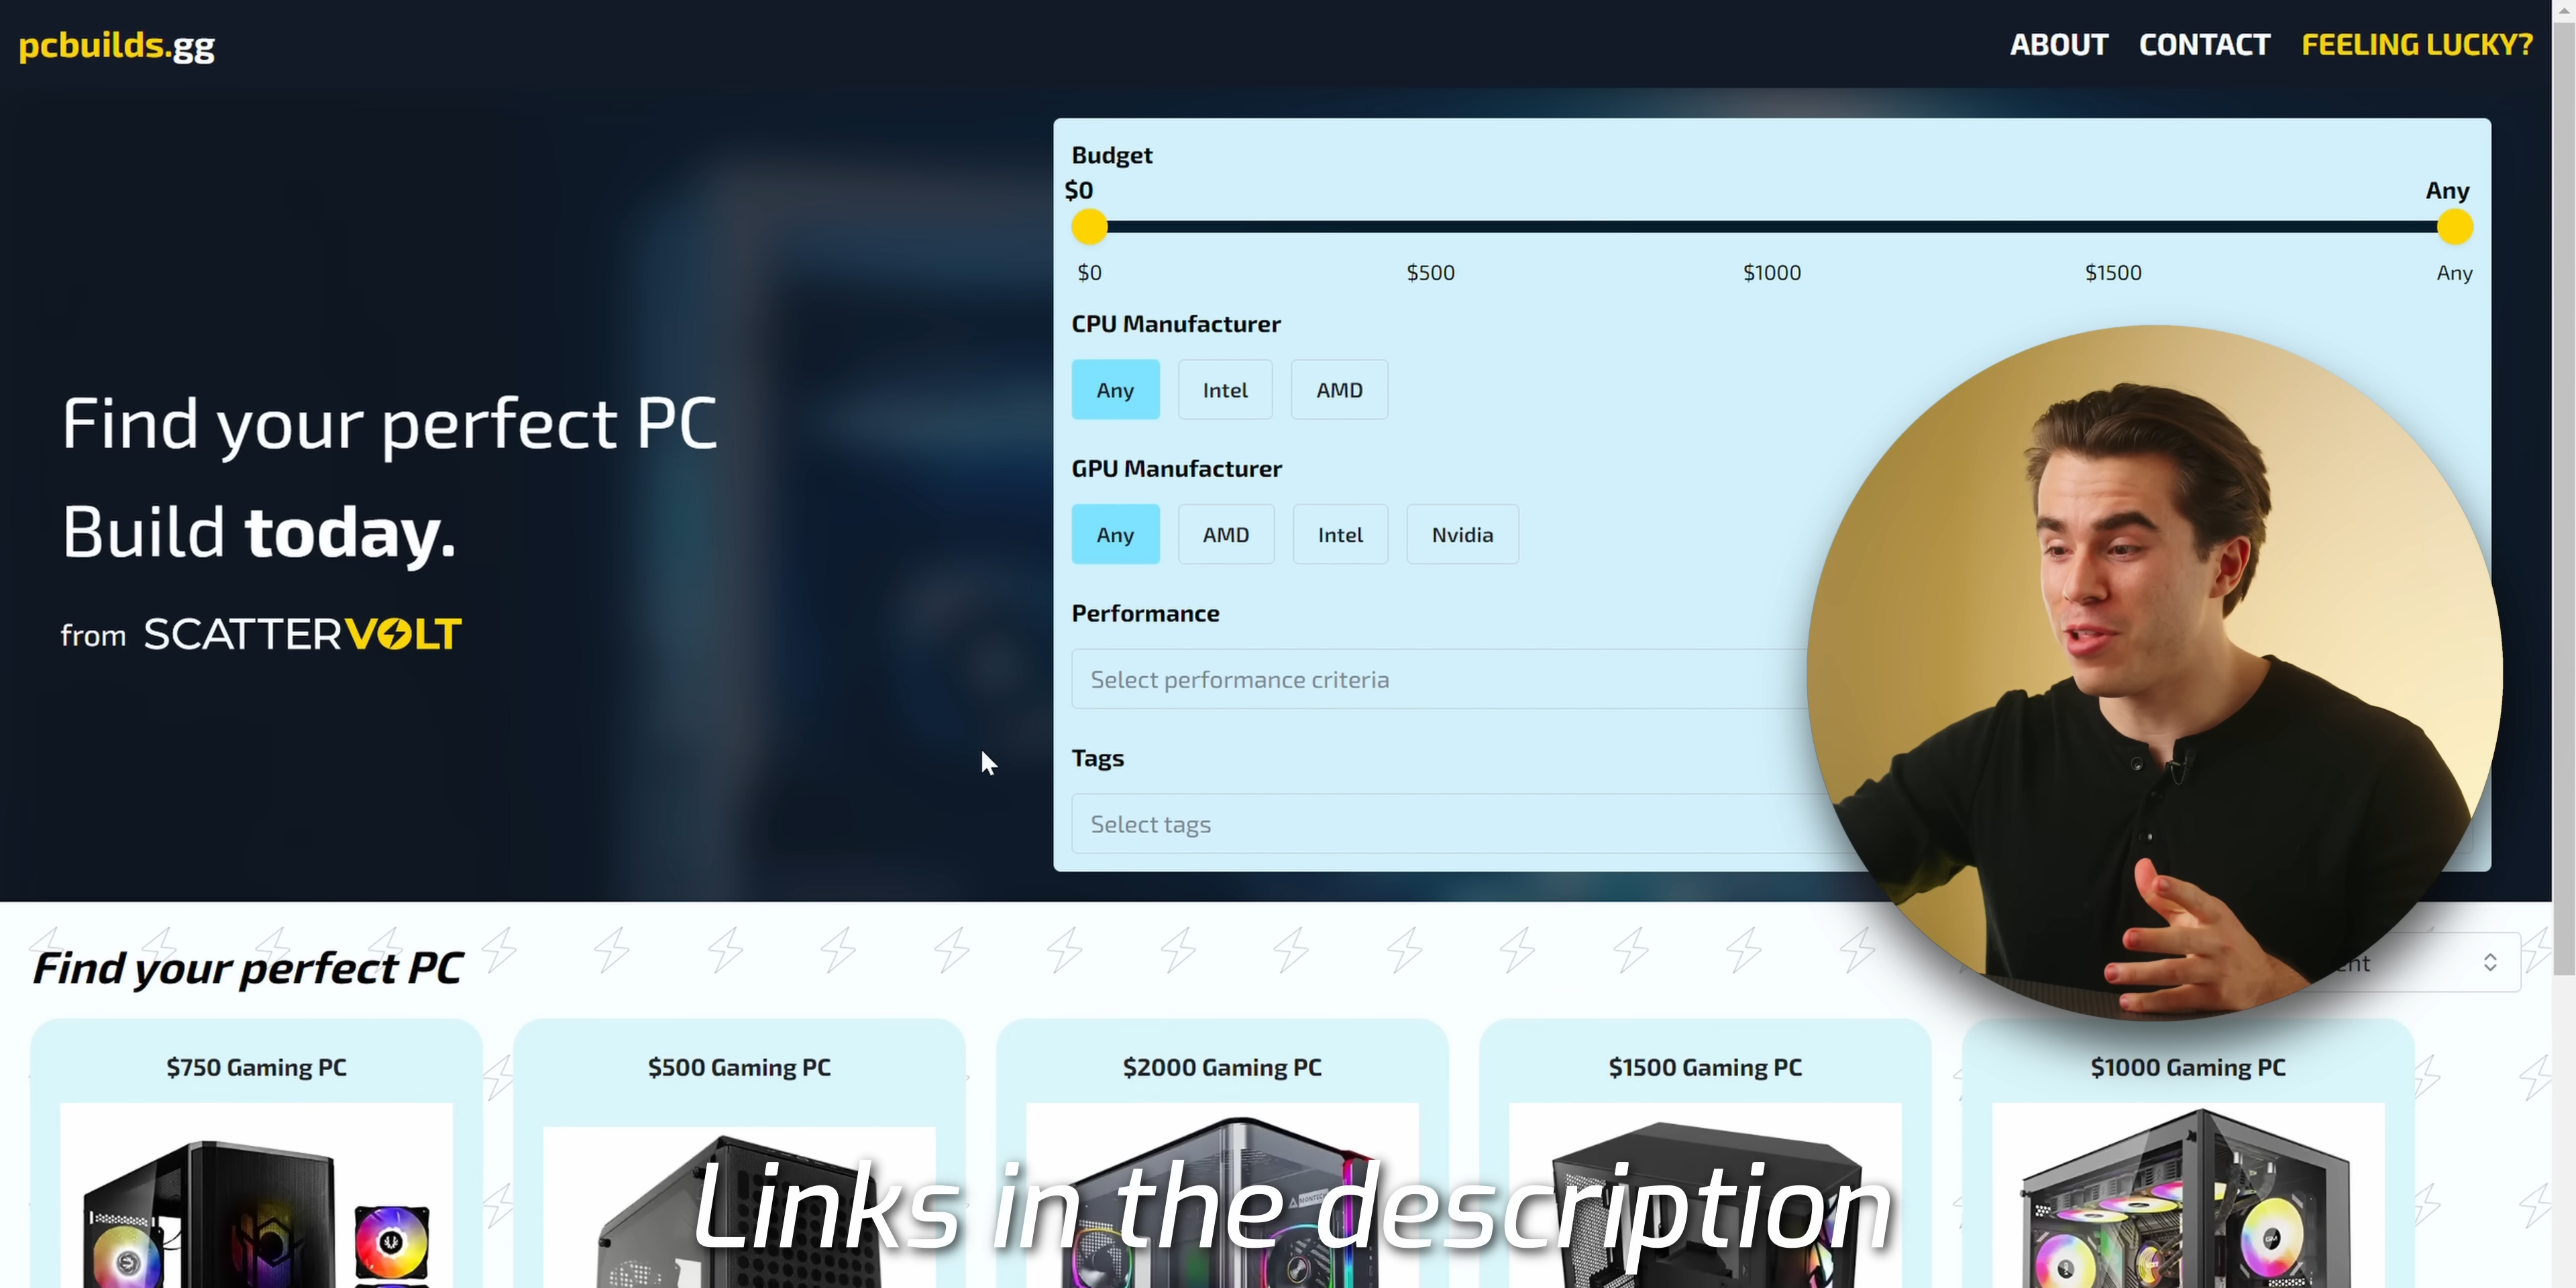 pcbuilds.gg
ABOUT CONTACT FEELING LUCKY?
Find your perfect PC
Build today.
from SCATTERVOLT
Budget
$0 Any
$0 $500 $1000 $1500 Any
CPU Manufacturer
Any Intel AMD
GPU Manufacturer
Any AMD Intel Nvidia
Performance
Select performance criteria
Tags
Select tags
Find your perfect PC
$750 Gaming PC
$500 Gaming PC
$2000 Gaming PC
$1500 Gaming PC
$1000 Gaming PC
Links in the description